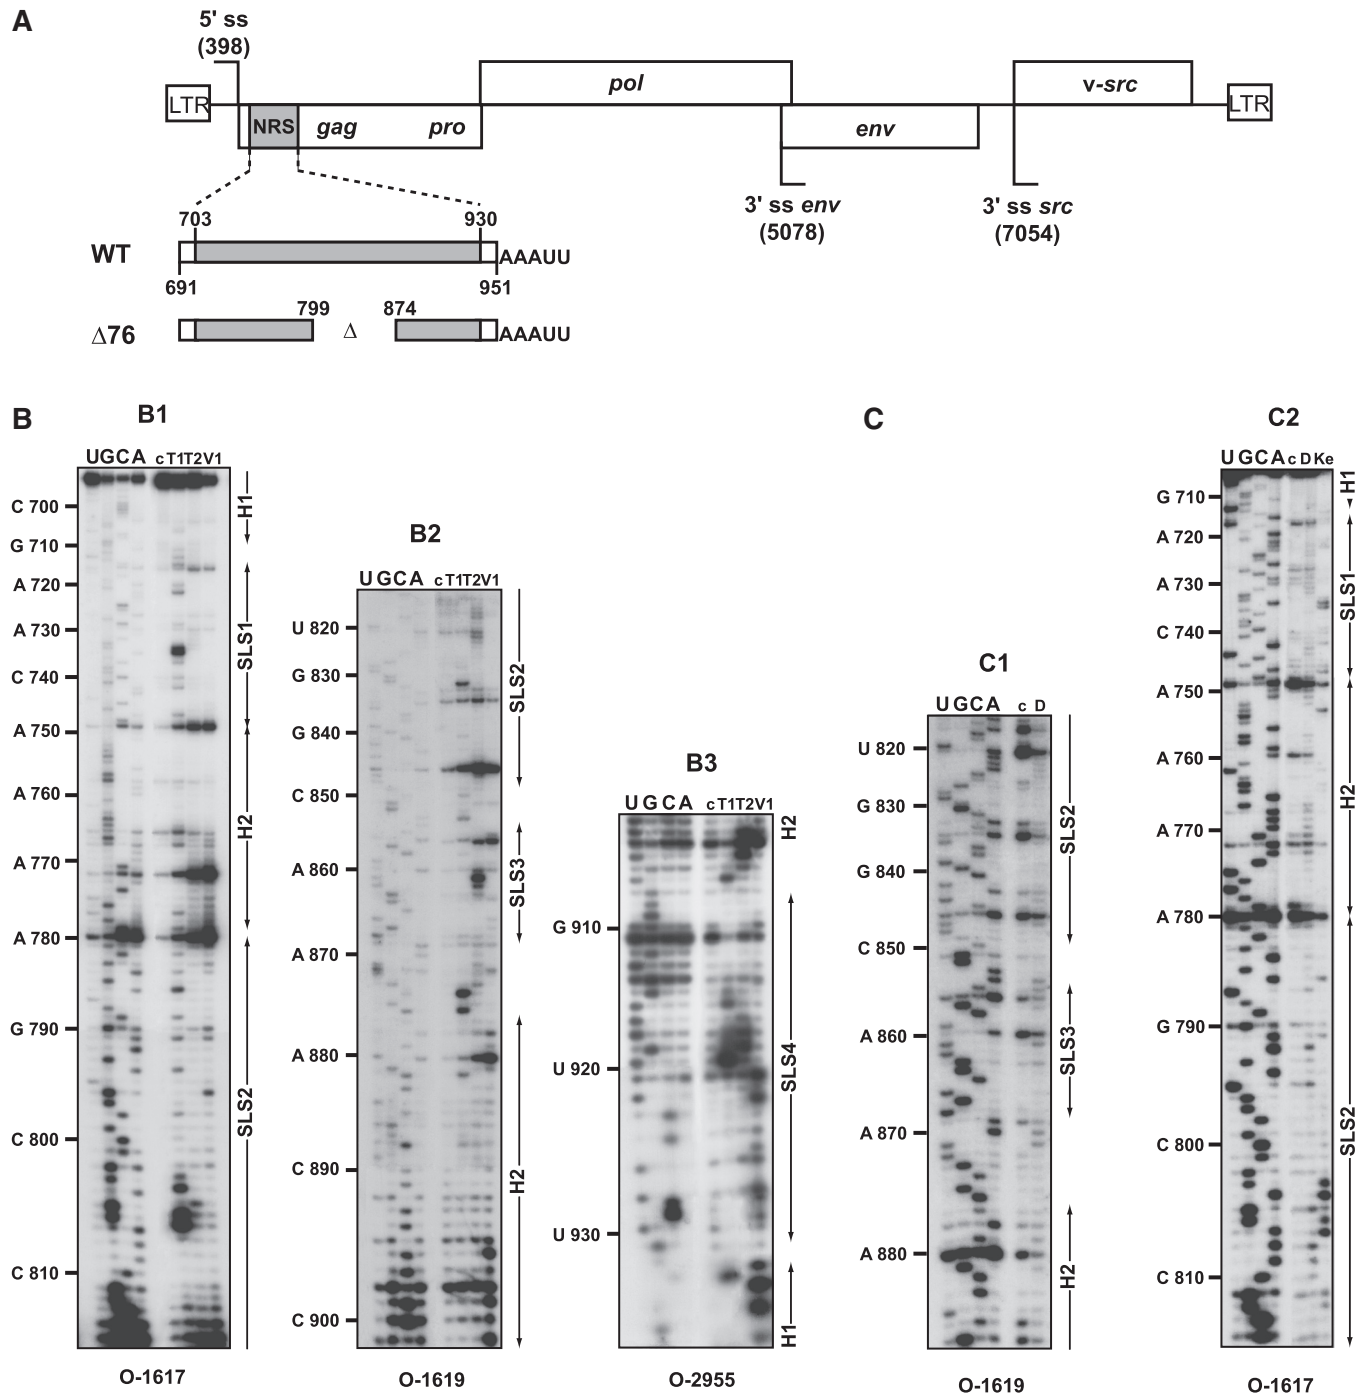 A
5' ss
(398)
LTR
NRS
gag
pro
pol
env
v-src
LTR
3' ss env
(5078)
3' ss src
(7054)
703
930
WT
AAAUU
691
951
799
874
Δ76
Δ
AAAUU
B
B1
UGCA cT1T2V1
C 700
G 710
A 720
A 730
C 740
A 750
A 760
A 770
A 780
G 790
C 800
C 810
H1
SLS1
H2
SLS2
O-1617
B2
UGCA cT1T2V1
U 820
G 830
G 840
C 850
A 860
A 870
A 880
C 890
C 900
SLS2
SLS3
H2
O-1619
B3
UGCA cT1T2V1
G 910
U 920
U 930
H2
SLS4
H1
O-2955
C
C1
UGCA c D
U 820
G 830
G 840
C 850
A 860
A 870
A 880
SLS2
SLS3
H2
O-1619
C2
UGCA c D Ke
G 710
A 720
A 730
C 740
A 750
A 760
A 770
A 780
G 790
C 800
C 810
H1
SLS1
H2
SLS2
O-1617